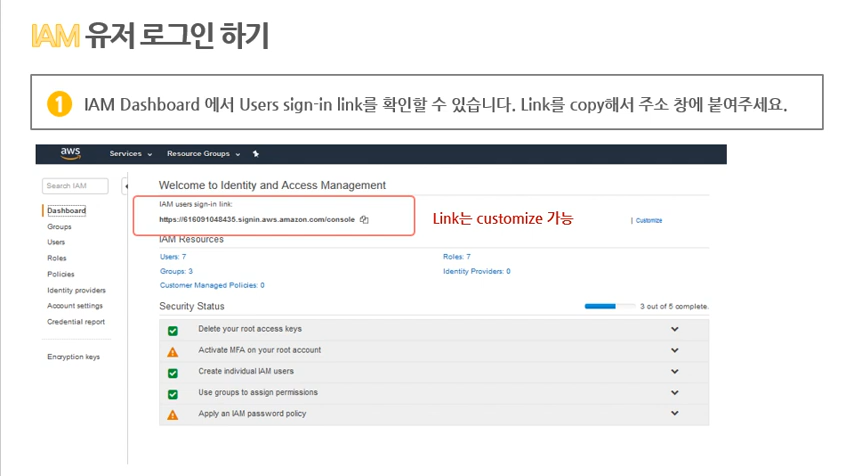 IAM 유저 로그인 하기
1 IAM Dashboard 에서 Users sign-in link를 확인할 수 있습니다. Link를 copy해서 주소 창에 붙여주세요.
aws Services Resource Groups
Search IAM
Dashboard
Groups
Users
Roles
Policies
Identity providers
Account settings
Credential report
Encryption keys
Welcome to Identity and Access Management
IAM users sign-in link:
https://616091048435.signin.aws.amazon.com/console
Link는 customize 가능
| Customize
IAM Resources
Users: 7
Roles: 7
Groups: 3
Identity Providers: 0
Customer Managed Policies: 0
Security Status
3 out of 5 complete.
Delete your root access keys
Activate MFA on your root account
Create individual IAM users
Use groups to assign permissions
Apply an IAM password policy